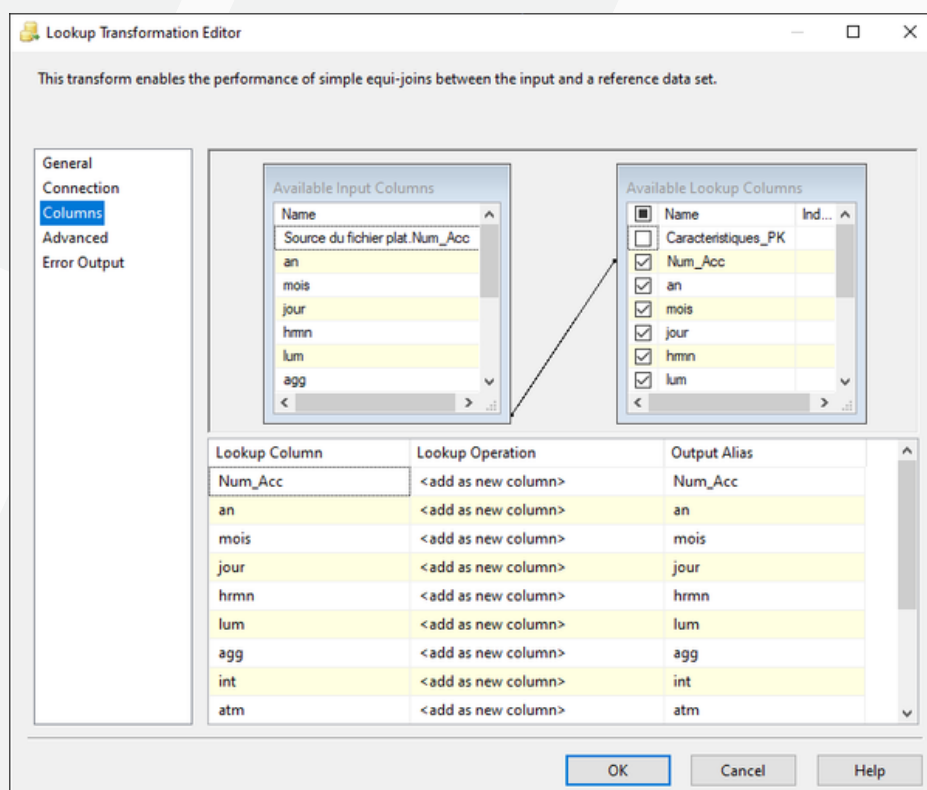 Lookup Transformation Editor
This transform enables the performance of simple equi-joins between the input and a reference data set.
General
Connection
Columns
Advanced
Error Output
Available Input Columns
Name
Source du fichier plat.Num_Acc
an
mois
jour
hrmn
lum
agg
Available Lookup Columns
Name Ind...
Caracteristiques_PK
Num_Acc
an
mois
jour
hrmn
lum
Lookup Column Lookup Operation Output Alias
Num_Acc <add as new column> Num_Acc
an <add as new column> an
mois <add as new column> mois
jour <add as new column> jour
hrmn <add as new column> hrmn
lum <add as new column> lum
agg <add as new column> agg
int <add as new column> int
atm <add as new column> atm
OK Cancel Help